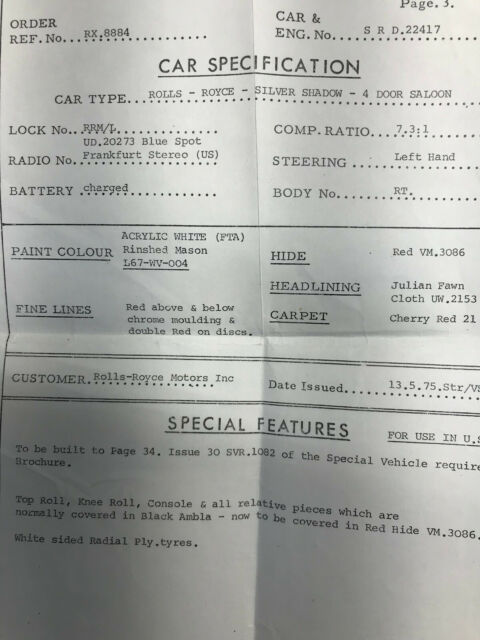 Page. 3.
ORDER
REF. No... RX.8884
CAR &
ENG. No.... S R D.22417
CAR SPECIFICATION
CAR TYPE... ROLLS - ROYCE - SILVER SHADOW - 4 DOOR SALOON
LOCK No... RRM/L
UD.20273 Blue Spot
RADIO No.. Frankfurt Stereo (US)
BATTERY .charged
COMP. RATIO.. 7.3:1
STEERING .... Left Hand
BODY No...... RT.
PAINT COLOUR ACRYLIC WHITE (FTA)
Rinshed Mason
L67-WV-004
FINE LINES Red above & below
chrome moulding &
double Red on discs.
HIDE Red VM.3086
HEADLINING Julian Fawn
Cloth UW.2153
CARPET Cherry Red 21
CUSTOMER. Rolls-Royce Motors Inc
Date Issued...... 13.5.75.Str/VS
SPECIAL FEATURES
FOR USE IN U.S
To be built to Page 34. Issue 30 SVR.1082 of the Special Vehicle require
Brochure.
Top Roll, Knee Roll, Console & all relative pieces which are
normally covered in Black Ambla - now to be covered in Red Hide VM.3086.
White sided Radial Ply.tyres.